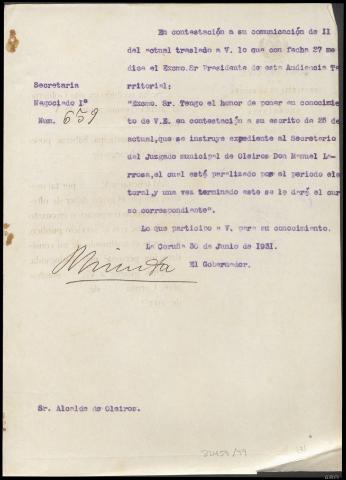 En contestación a su comunicación de II
del actual traslado a V. lo que con fecha 27 me
dice el Excmo.Sr Presidente de esta Audiencia Te
rritorial:
Secretaria
Negociado I°
Num. 659
"Excmo. Sr. Tengo el honor de poner en conocimien
to de V.E. en contestación a su escrito de 25 de
actual,que se instruye expediente al Secretario
del Juzgado municipal de Oleiros Don Manuel La-
rrosa,el cual está paralizado por el periodo elec
toral,y una vez terminado este se le dará el cur
so correspondiente".
Lo que participo a V. para su conocimiento.
La Coruña 30 de Junio de 1931.
El Gobernador.
Sr. Alcalde de Oleiros.